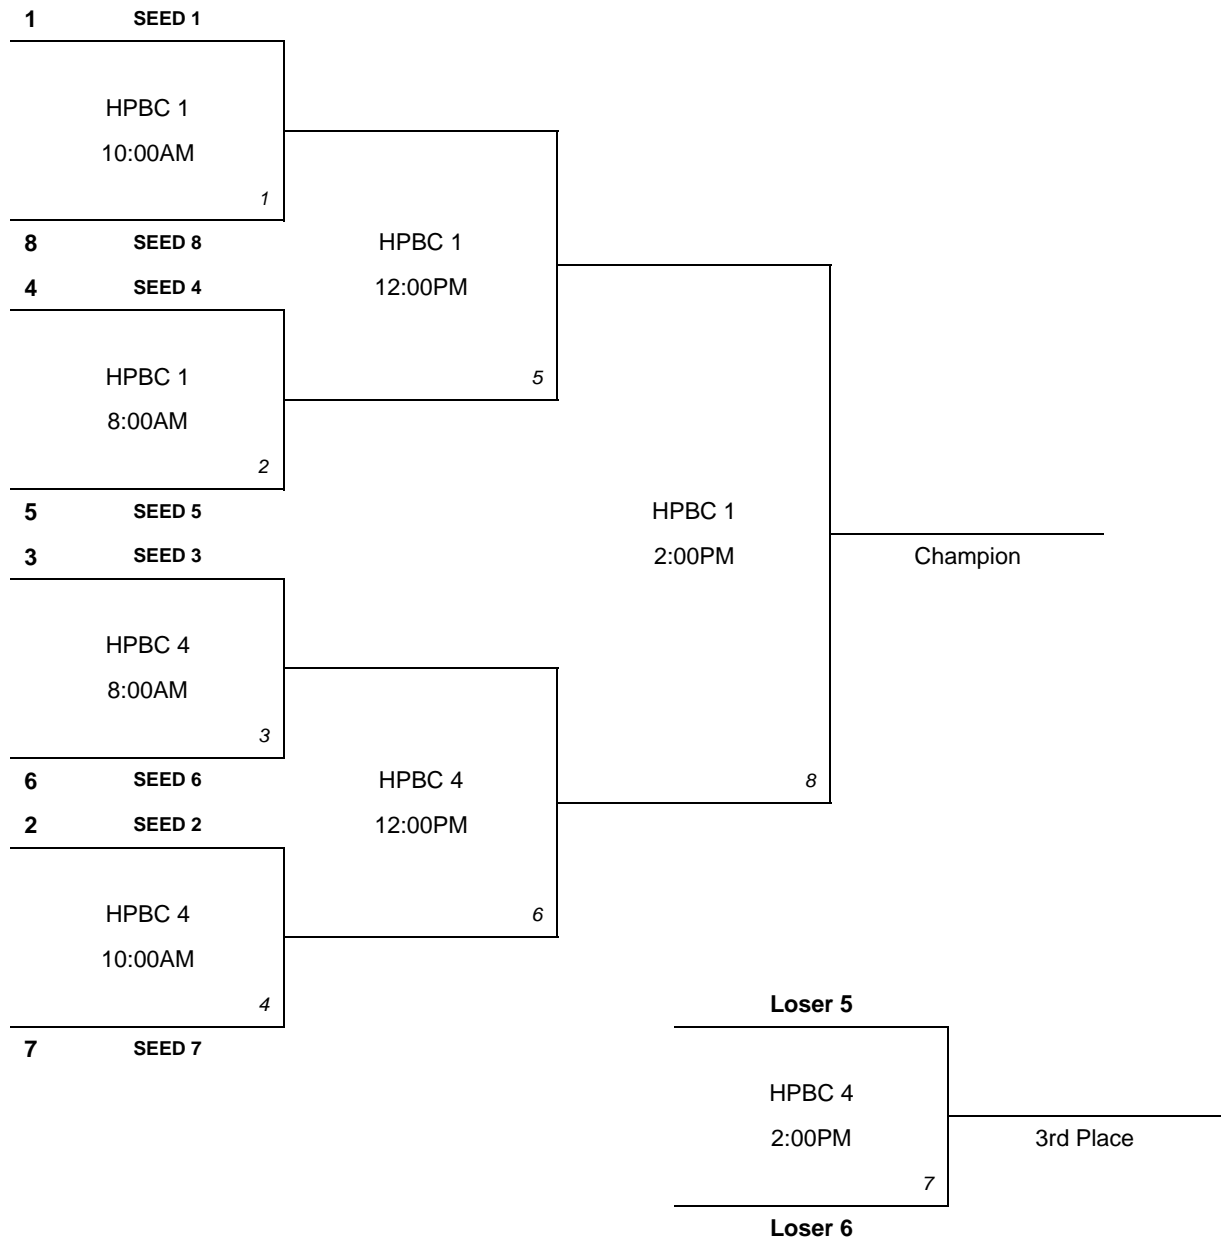 1 SEED 1
HPBC 1
10:00AM
1
8 SEED 8
HPBC 1
4 SEED 4
12:00PM
HPBC 1
5
8:00AM
2
5 SEED 5
HPBC 1
3 SEED 3
2:00PM
Champion
HPBC 4
8:00AM
3
6 SEED 6
HPBC 4
8
2 SEED 2
12:00PM
HPBC 4
6
10:00AM
4
Loser 5
7 SEED 7
HPBC 4
2:00PM
3rd Place
7
Loser 6